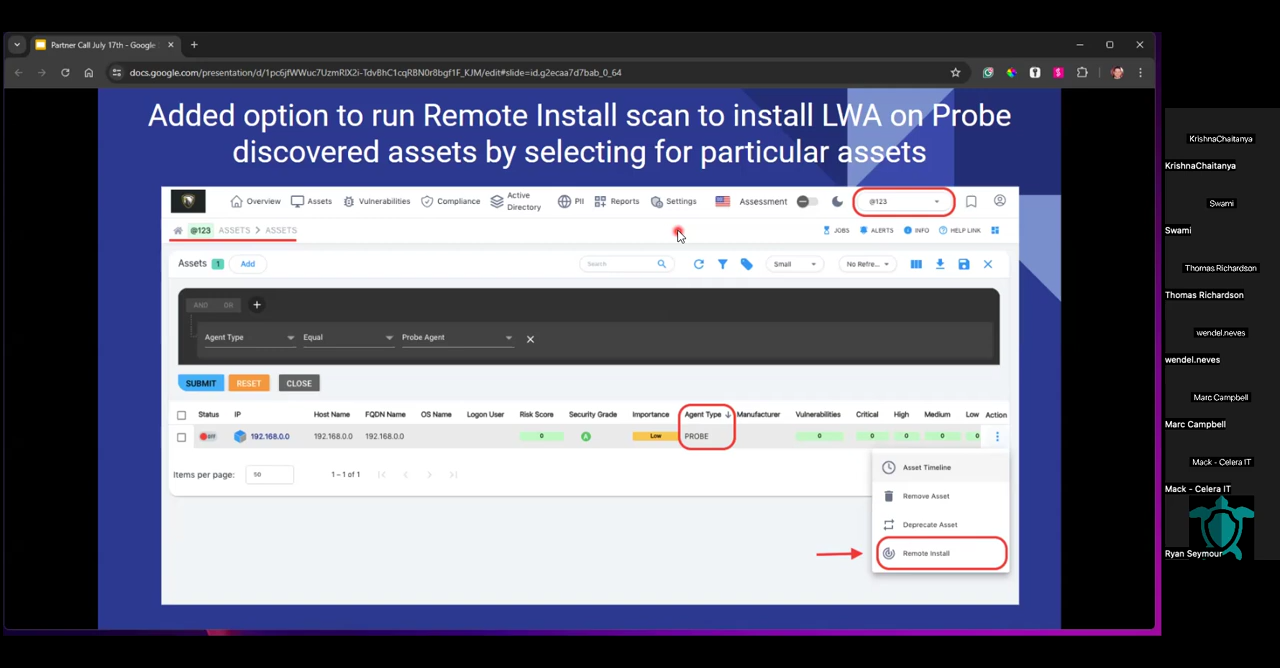 Partner Call July 17th - Google
docs.google.com/presentation/d/1pc6jfWWuc7UzmRlX2i-TdvBhC1cqRBN0r8bgf1F_KJM/edit#slide=id.g2ecaa7d7bab_0_64
Added option to run Remote Install scan to install LWA on Probe
discovered assets by selecting for particular assets
Overview Assets Vulnerabilities Compliance Active Directory PII Reports Settings Assessment @123
@123 ASSETS > ASSETS JOBS ALERTS INFO HELP LINK
Assets 1 Add Search Small No Refre...
AND OR +
Agent Type Equal Probe Agent
SUBMIT RESET CLOSE
Status IP Host Name FQDN Name OS Name Logon User Risk Score Security Grade Importance Agent Type Manufacturer Vulnerabilities Critical High Medium Low Action
OFF 192.168.0.0 192.168.0.0 192.168.0.0 0 A Low PROBE 0 0 0 0 0
Items per page: 50 1 – 1 of 1
Asset Timeline
Remove Asset
Deprecate Asset
Remote Install
KrishnaChaitanya
KrishnaChaitanya
Swami
Swami
Thomas Richardson
Thomas Richardson
wendel.neves
wendel.neves
Marc Campbell
Marc Campbell
Mack - Celera IT
Mack - Celera IT
Ryan Seymour